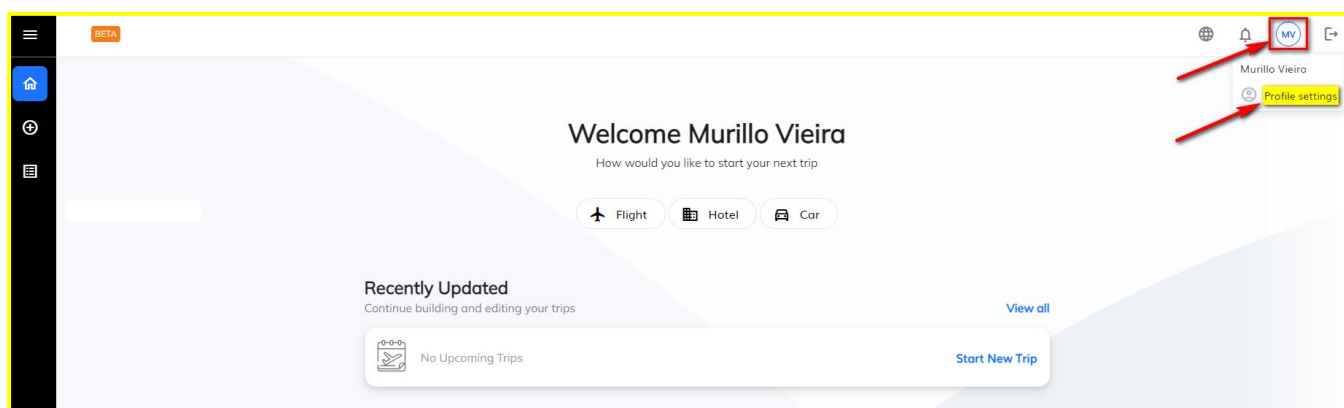 BETA
MV
Murillo Vieira
Profile settings
Welcome Murillo Vieira
How would you like to start your next trip
Flight Hotel Car
Recently Updated
Continue building and editing your trips
View all
No Upcoming Trips
Start New Trip